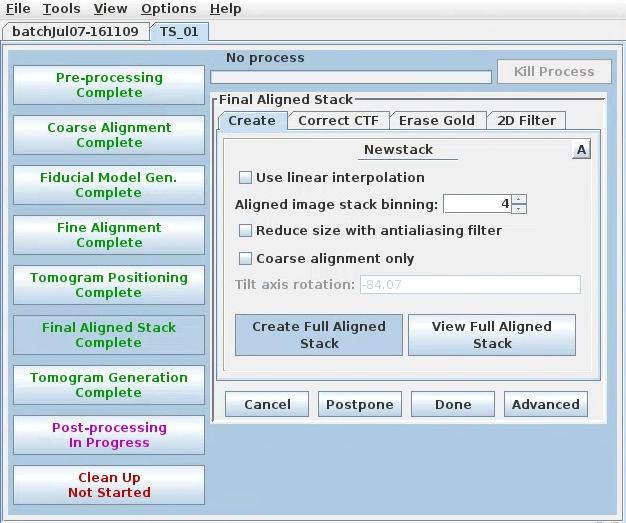 File Tools View Options Help
batchJul07-161109 TS_01
No process
Kill Process
Pre-processing
Complete
Coarse Alignment
Complete
Fiducial Model Gen.
Complete
Fine Alignment
Complete
Tomogram Positioning
Complete
Final Aligned Stack
Complete
Tomogram Generation
Complete
Post-processing
In Progress
Clean Up
Not Started
Final Aligned Stack
Create Correct CTF Erase Gold 2D Filter
Newstack A
Use linear interpolation
Aligned image stack binning: 4
Reduce size with antialiasing filter
Coarse alignment only
Tilt axis rotation: -84.07
Create Full Aligned
Stack
View Full Aligned
Stack
Cancel Postpone Done Advanced